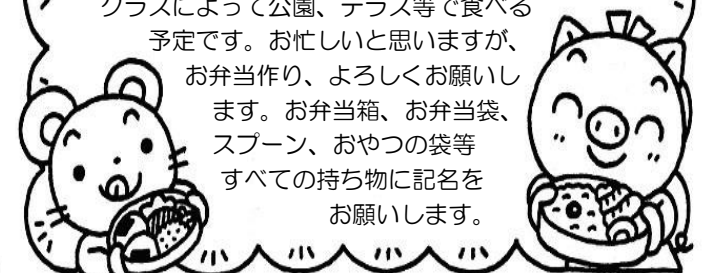 クラスによって公園、テラス等で食べる
予定です。お忙しいと思いますが、
お弁当作り、よろしくお願いし
ます。お弁当箱、お弁当袋、
スプーン、おやつの袋等
すべての持ち物に記名を
お願いします。